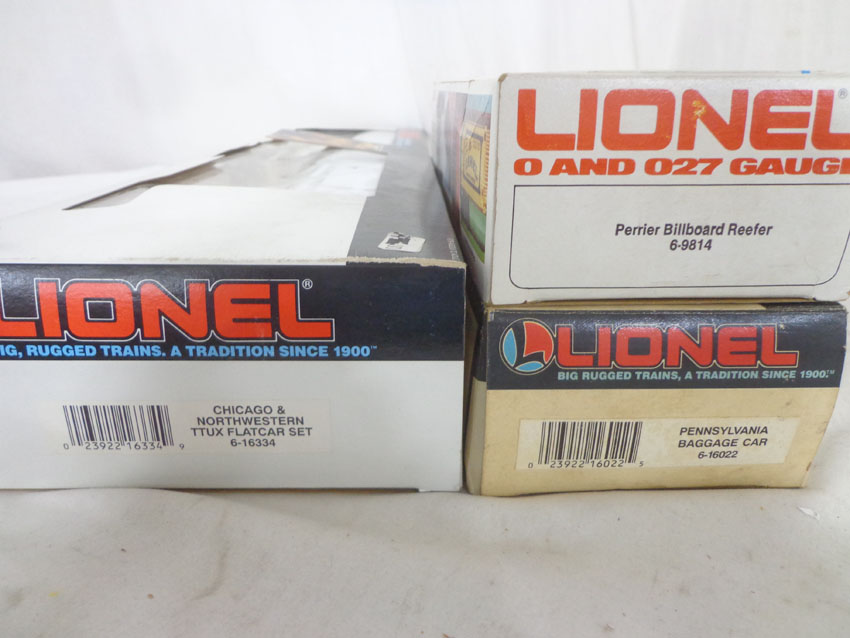 LIONEL®
IG, RUGGED TRAINS. A TRADITION SINCE 1900™
CHICAGO &
NORTHWESTERN
TTUX FLATCAR SET
6-16334
0 23922 16334 9
LIONEL®
O AND 027 GAUGE
Perrier Billboard Reefer
6-9814
LIONEL
BIG RUGGED TRAINS, A TRADITION SINCE 1900.™
PENNSYLVANIA
BAGGAGE CAR
6-16022
0 23922 16022 5